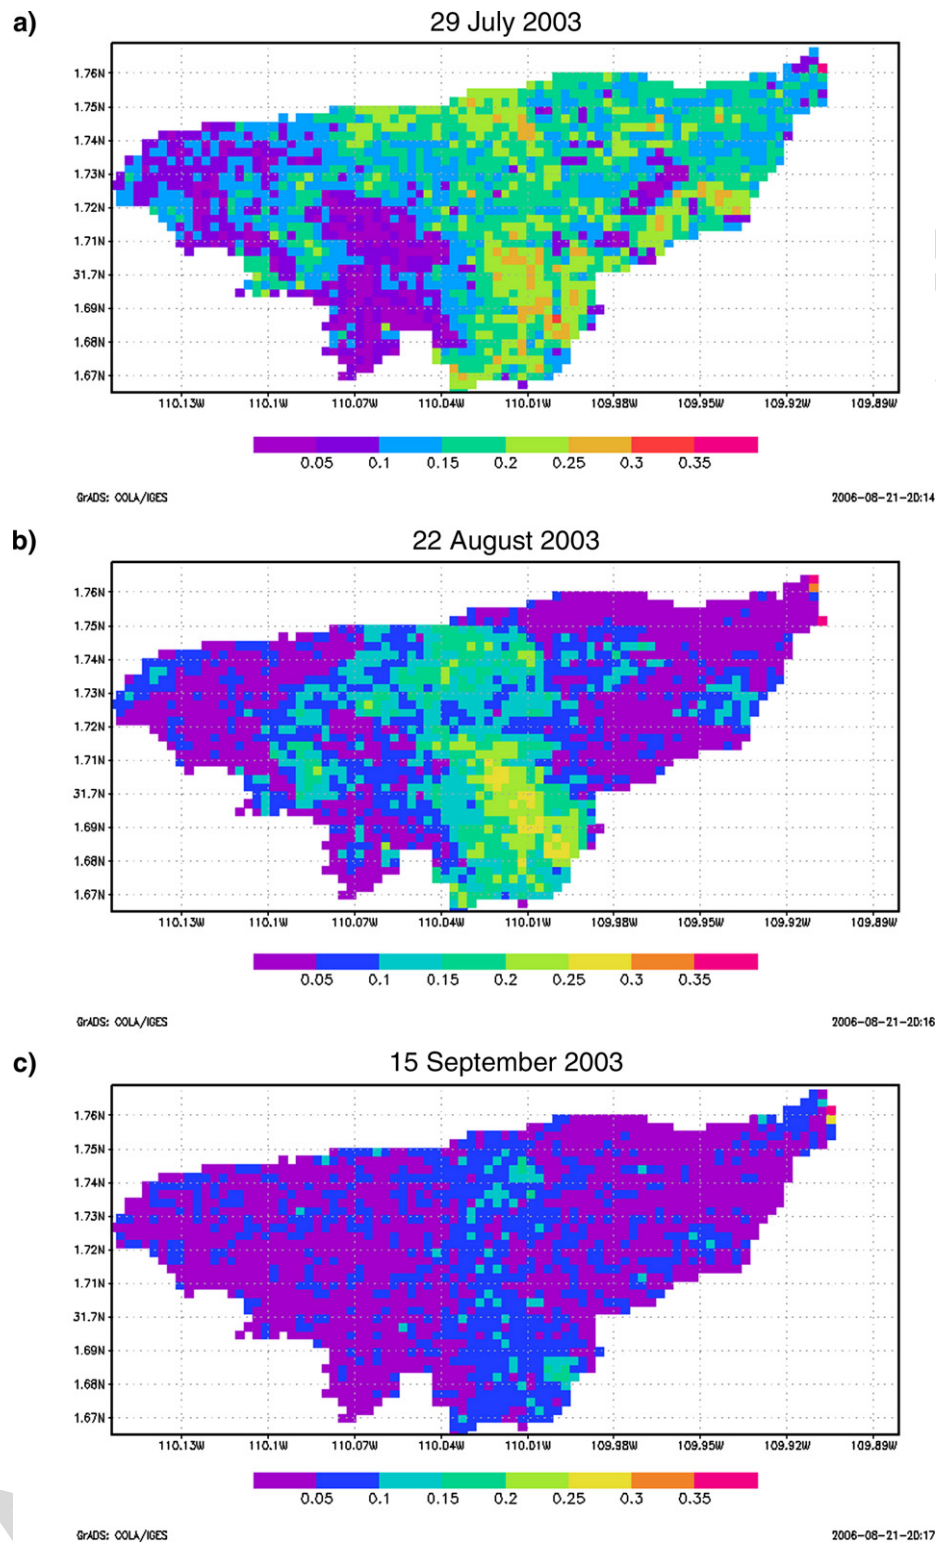 a)
29 July 2003
1.76N
1.75N
1.74N
1.73N
1.72N
1.71N
31.7N
1.69N
1.68N
1.67N
110.13W 110.1W 110.07W 110.04W 110.01W 109.98W 109.95W 109.92W 109.89W
0.05 0.1 0.15 0.2 0.25 0.3 0.35
GrADS: COLA/IGES 2006-08-21-20:14
b)
22 August 2003
1.76N
1.75N
1.74N
1.73N
1.72N
1.71N
31.7N
1.69N
1.68N
1.67N
110.13W 110.1W 110.07W 110.04W 110.01W 109.98W 109.95W 109.92W 109.89W
0.05 0.1 0.15 0.2 0.25 0.3 0.35
GrADS: COLA/IGES 2006-08-21-20:16
c)
15 September 2003
1.76N
1.75N
1.74N
1.73N
1.72N
1.71N
31.7N
1.69N
1.68N
1.67N
110.13W 110.1W 110.07W 110.04W 110.01W 109.98W 109.95W 109.92W 109.89W
0.05 0.1 0.15 0.2 0.25 0.3 0.35
GrADS: COLA/IGES 2006-08-21-20:17